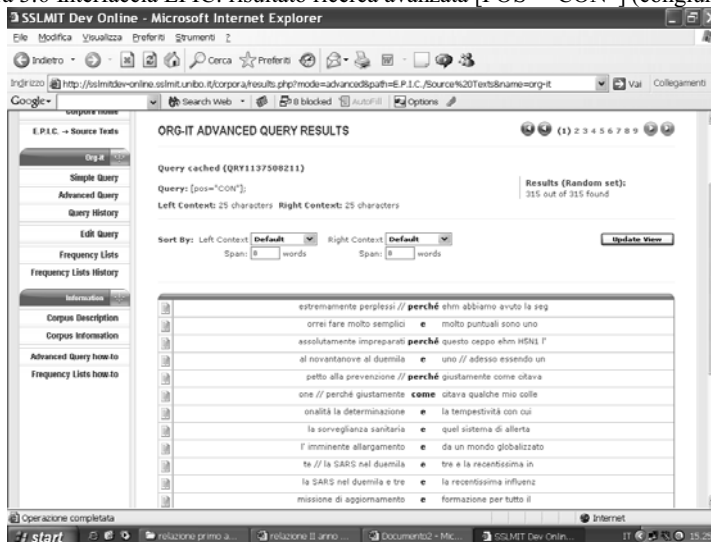 a 3.6 Interfaccia EPIC: risultato ricerca avanzata [POS = "CON"] (congiun
SSLMIT Dev Online - Microsoft Internet Explorer
File Modifica Visualizza Preferiti Strumenti ?
Indietro Cerca Preferiti
Indirizzo http://sslmitdev-online.sslmit.unibo.it/corpora/results.php?mode=advanced&path=E.P.I.C./Source%20Texts&name=org-it Vai Collegamenti
Google Search Web 8 blocked AutoFill Options
Corpora Home
E.P.I.C. → Source Texts
ORG-IT ADVANCED QUERY RESULTS (1) 2 3 4 5 6 7 8 9
Org-it
Simple Query
Advanced Query
Query History
Edit Query
Frequency Lists
Frequency Lists History
Information
Corpus Description
Corpus Information
Advanced Query how-to
Frequency Lists how-to
Query cached (QRY1137508211)
Query: [pos="CON"];
Left Context: 25 characters Right Context: 25 characters
Results (Random set):
315 out of 315 found
Sort By: Left Context Default Right Context Default Update View
Span: 0 words Span: 0 words
estremamente perplessi // perché ehm abbiamo avuto la seg
orrei fare molto semplici e molto puntuali sono uno
assolutamente impreparati perché questo ceppo ehm H5N1 l'
al novantanove al duemila e uno // adesso essendo un
petto alla prevenzione // perché giustamente come citava
one // perché giustamente come citava qualche mio colle
onalità la determinazione e la tempestività con cui
la sorveglianza sanitaria e quel sistema di allerta
l' imminente allargamento e da un mondo globalizzato
te // la SARS nel duemila e tre e la recentissima in
la SARS nel duemila e tre e la recentissima influenz
missione di aggiornamento e formazione per tutto il
Operazione completata Internet
start relazione primo a... relazione II anno ... Documento2 - Mic... SSLMIT Dev Onlin... IT 15.25